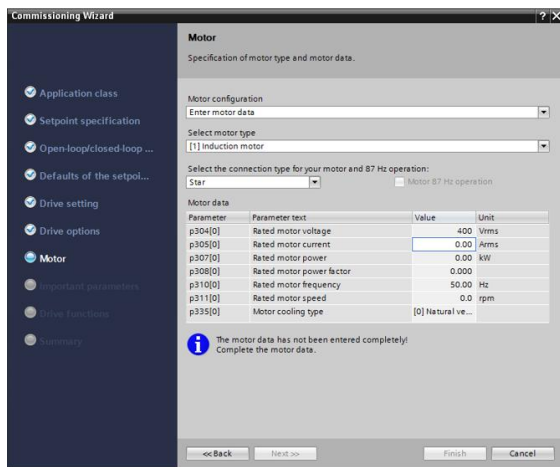 Commissioning Wizard
Motor
Specification of motor type and motor data.
Application class
Setpoint specification
Open-loop/closed-loop ...
Defaults of the setpoi...
Drive setting
Drive options
Motor
Important parameters
Drive functions
Summary
Motor configuration
Enter motor data
Select motor type
[1] Induction motor
Select the connection type for your motor and 87 Hz operation:
Star Motor 87 Hz operation
Motor data
Parameter Parameter text Value Unit
p304[0] Rated motor voltage 400 Vrms
p305[0] Rated motor current 0.00 Arms
p307[0] Rated motor power 0.00 kW
p308[0] Rated motor power factor 0.000
p310[0] Rated motor frequency 50.00 Hz
p311[0] Rated motor speed 0.0 rpm
p335[0] Motor cooling type [0] Natural ve...
The motor data has not been entered completely!
Complete the motor data.
<< Back Next >> Finish Cancel